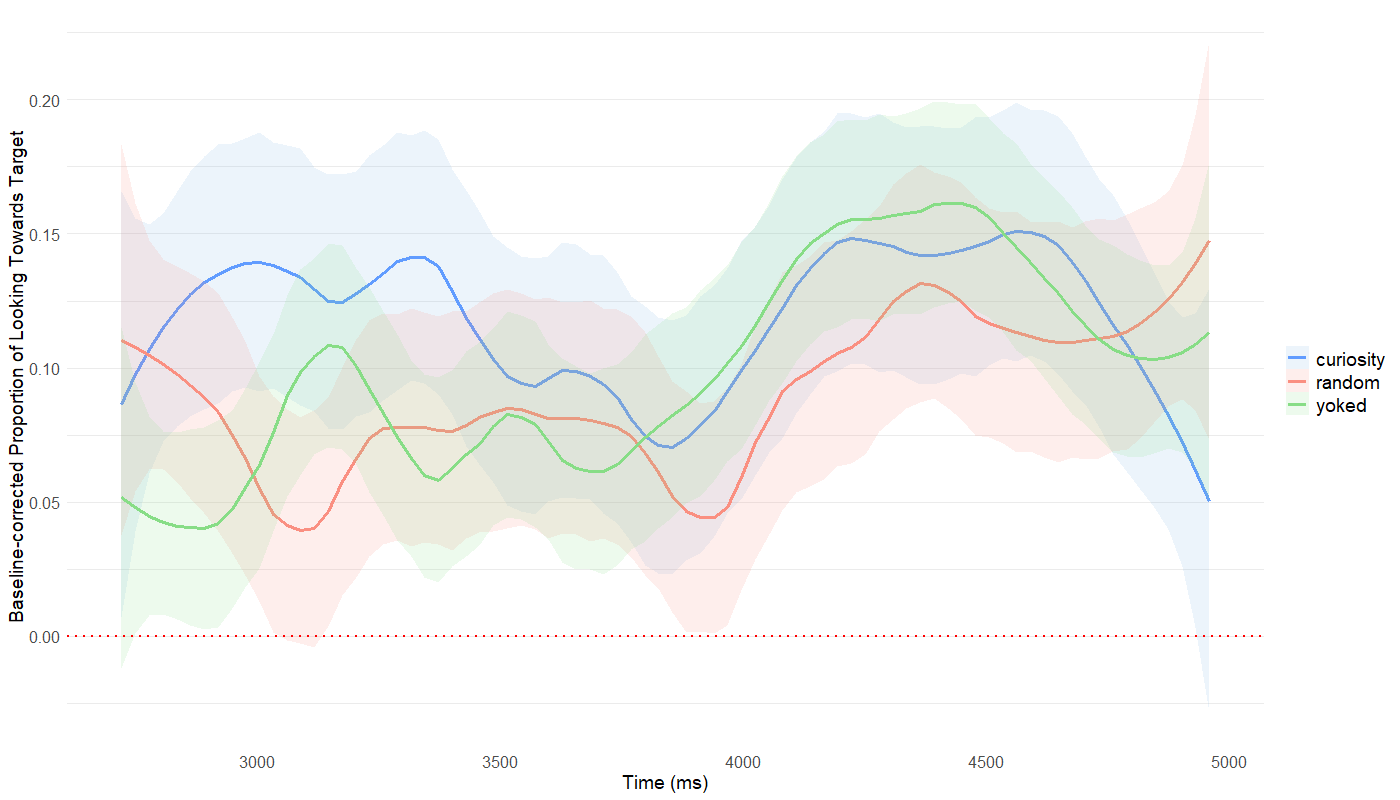 Baseline-corrected Proportion of Looking Towards Target
0.20
0.15
0.10
0.05
0.00
3000
3500
4000
4500
5000
Time (ms)
curiosity
random
yoked